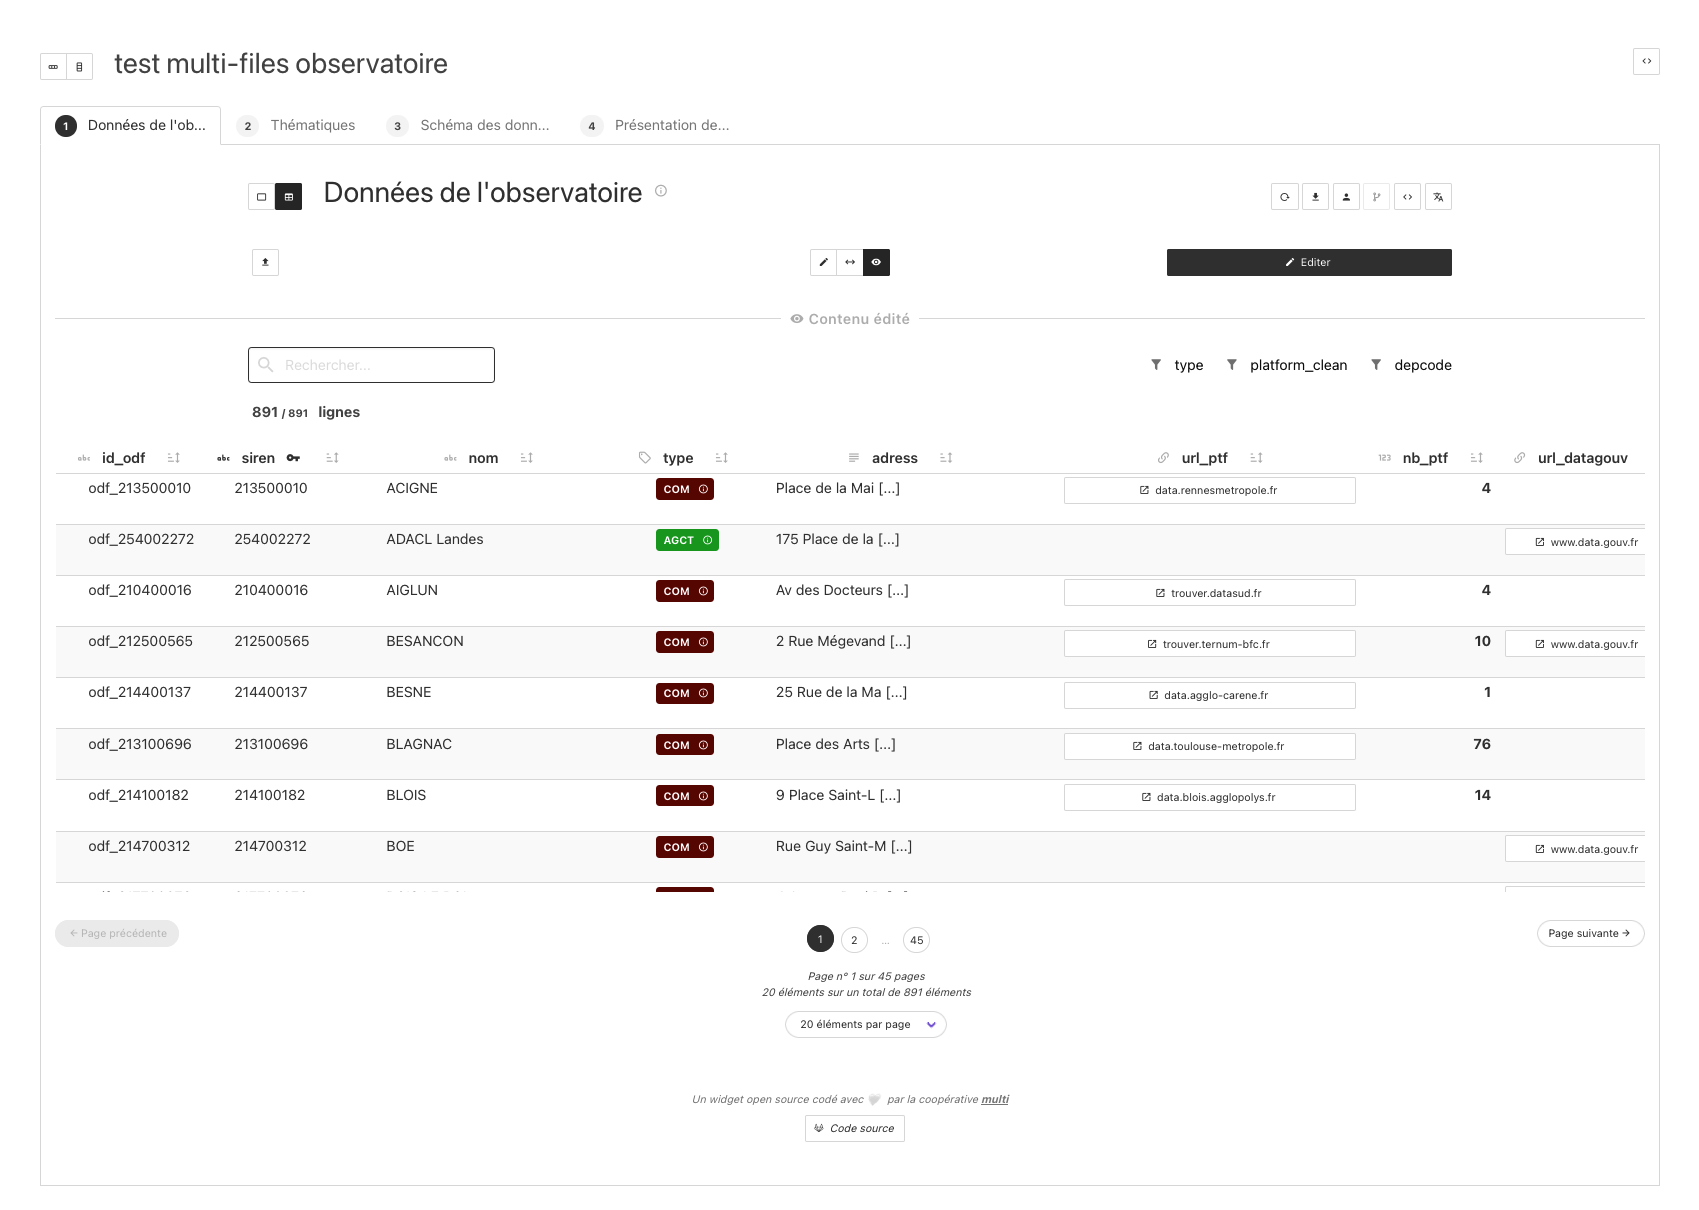 test multi-files observatoire
1 Données de l'ob...
2 Thématiques
3 Schéma des donn...
4 Présentation de...
Données de l'observatoire
Editer
Contenu édité
Rechercher...
type
platform_clean
depcode
891 / 891 lignes
abc id_odf abc siren abc nom type adress url_ptf 123 nb_ptf url_datagouv
odf_213500010 213500010 ACIGNE COM Place de la Mai [...] data.rennesmetropole.fr 4
odf_254002272 254002272 ADACL Landes AGCT 175 Place de la [...] www.data.gouv.fr
odf_210400016 210400016 AIGLUN COM Av des Docteurs [...] trouver.datasud.fr 4
odf_212500565 212500565 BESANCON COM 2 Rue Mégevand [...] trouver.ternum-bfc.fr 10 www.data.gouv.fr
odf_214400137 214400137 BESNE COM 25 Rue de la Ma [...] data.agglo-carene.fr 1
odf_213100696 213100696 BLAGNAC COM Place des Arts [...] data.toulouse-metropole.fr 76
odf_214100182 214100182 BLOIS COM 9 Place Saint-L [...] data.blois.agglopolys.fr 14
odf_214700312 214700312 BOE COM Rue Guy Saint-M [...] www.data.gouv.fr
Page précédente
1 2 ... 45
Page suivante
Page n° 1 sur 45 pages
20 éléments sur un total de 891 éléments
20 éléments par page
Un widget open source codé avec par la coopérative multi
Code source